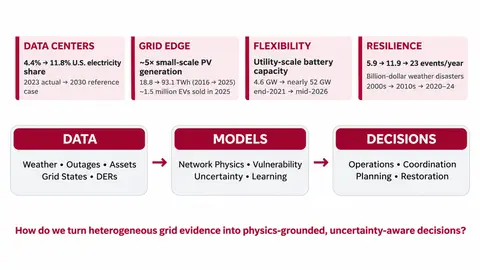 DATA CENTERS
4.4% → 11.8% U.S. electricity
share
2023 actual → 2030 reference
case
GRID EDGE
~5× small-scale PV
generation
18.8 → 93.1 TWh (2016 → 2025)
~1.5 million EVs sold in 2025
FLEXIBILITY
Utility-scale battery
capacity
4.6 GW → nearly 52 GW
end-2021 → mid-2026
RESILIENCE
5.9 → 11.9 → 23 events/year
Billion-dollar weather disasters
2000s → 2010s → 2020–24
DATA
Weather • Outages • Assets
Grid States • DERs
→
MODELS
Network Physics • Vulnerability
Uncertainty • Learning
→
DECISIONS
Operations • Coordination
Planning • Restoration
How do we turn heterogeneous grid evidence into physics-grounded, uncertainty-aware decisions?